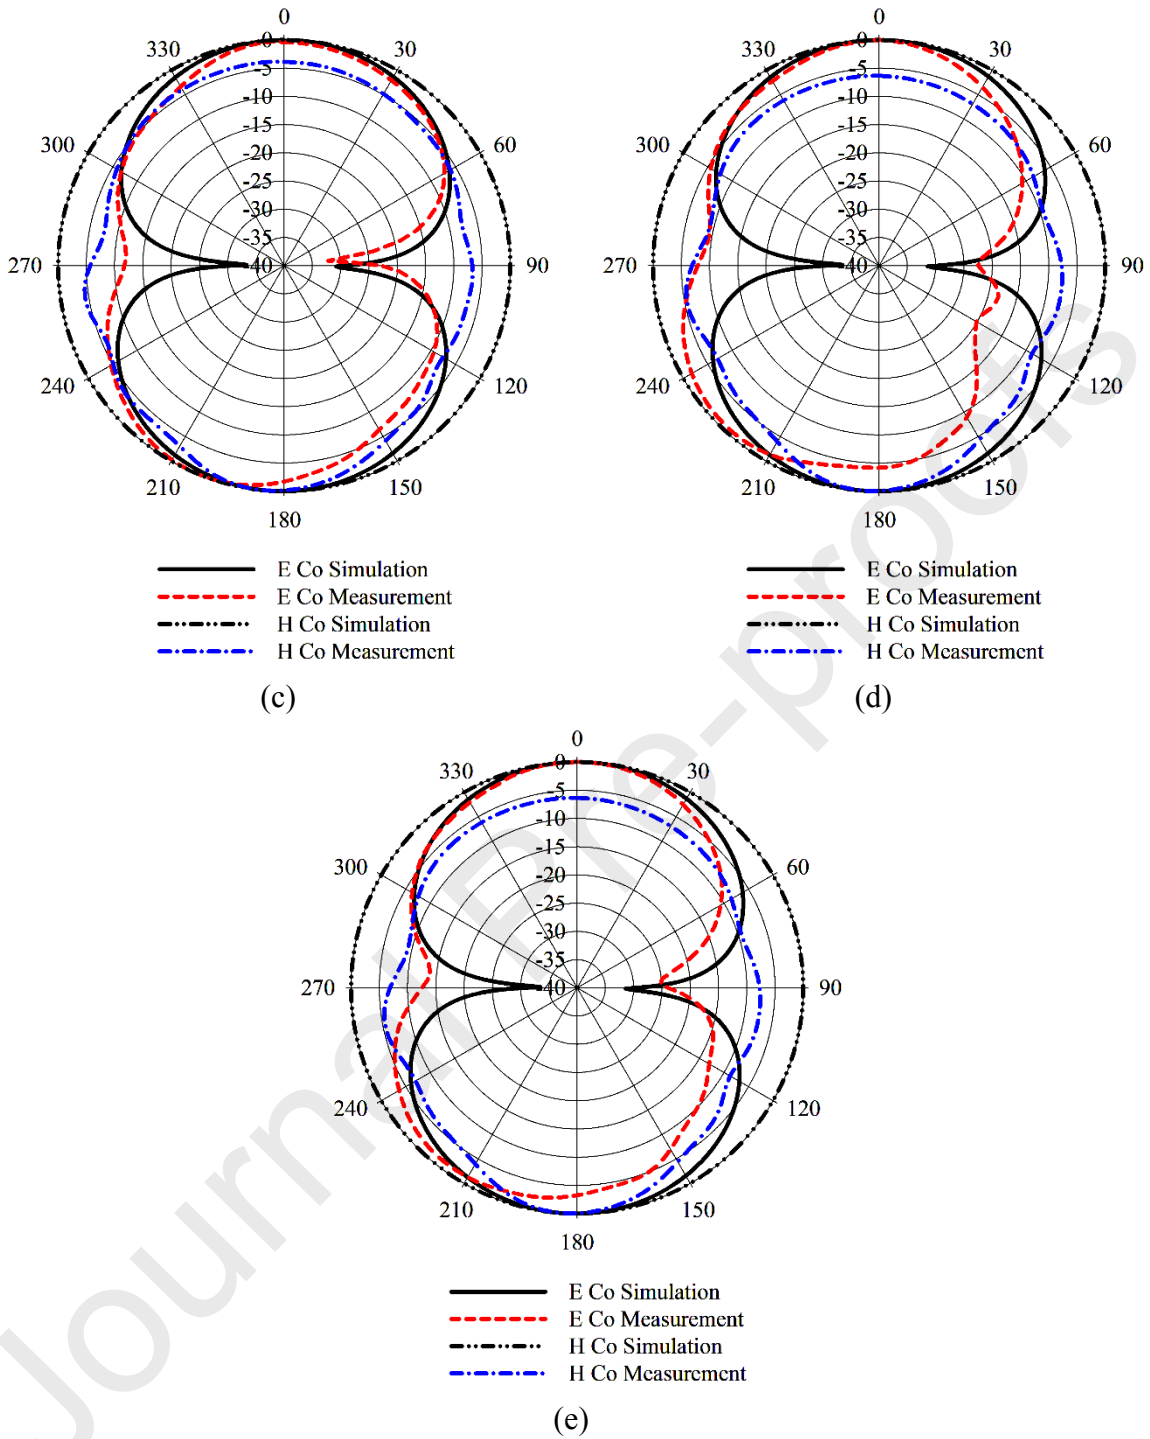 0 0
330 0 30 330 0 30
-5 -5
-10 -10
300 -15 60 300 -15 60
-20 -20
-25 -25
-30 -30
-35 -35
270 -40 90 270 -40 90
240 120 240 120
210 150 210 150
180 180
E Co Simulation E Co Simulation
E Co Measurement E Co Measurement
H Co Simulation H Co Simulation
H Co Measurement H Co Measurement
(c) (d)
0
330 0 30
-5
-10
300 -15 60
-20
-25
-30
-35
270 -40 90
240 120
210 150
180
E Co Simulation
E Co Measurement
H Co Simulation
H Co Measurement
(e)
Journal Pre-proofs